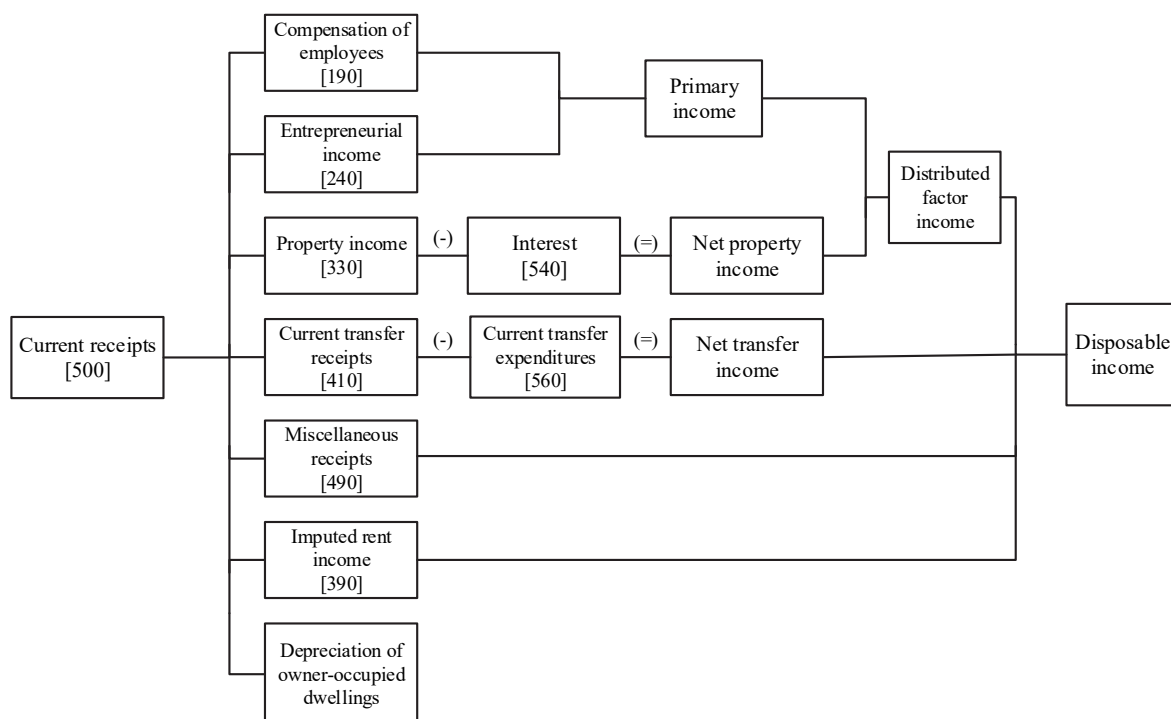 Compensation of
employees
[190]
Primary
income
Entrepreneurial
income
[240]
Distributed
factor
income
Property income
[330]
(-)
Interest
[540]
(=)
Net property
income
Current receipts
[500]
Current transfer
receipts
[410]
(-)
Current transfer
expenditures
[560]
(=)
Net transfer
income
Disposable
income
Miscellaneous
receipts
[490]
Imputed rent
income
[390]
Depreciation of
owner-occupied
dwellings